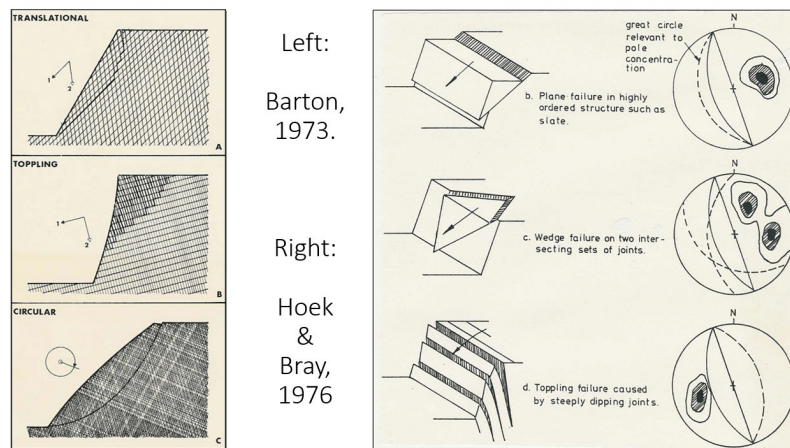 TRANSLATIONAL
1
2
A
TOPPLING
1
2
B
CIRCULAR
C
Left:
Barton,
1973.
Right:
Hoek
&
Bray,
1976
great circle
relevant to
pole
concentra-
tion
N
b. Plane failure in highly
ordered structure such as
slate.
N
c. Wedge failure on two inter-
secting sets of joints.
N
d. Toppling failure caused
by steeply dipping joints.